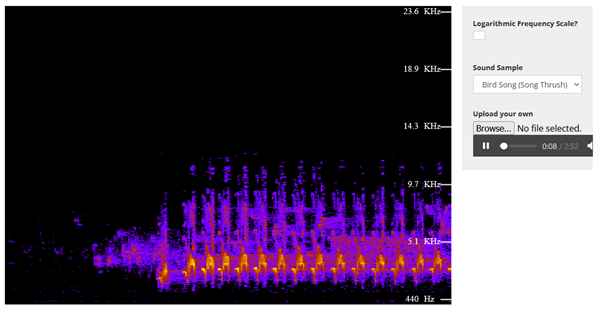 23.6 KHz
18.9 KHz
14.3 KHz
9.7 KHz
5.1 KHz
440 Hz
Logarithmic Frequency Scale?
Sound Sample
Bird Song (Song Thrush)
Upload your own
Browse... No file selected.
0:08 / 2:52